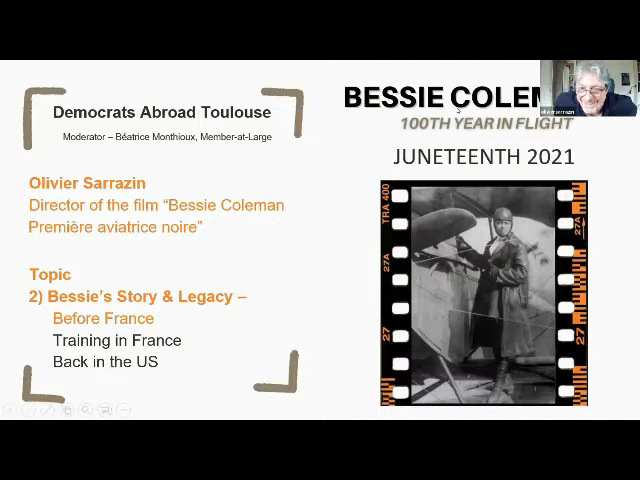 Democrats Abroad Toulouse
Moderator – Béatrice Monthioux, Member-at-Large
Olivier Sarrazin
Director of the film “Bessie Coleman
Première aviatrice noire”
Topic
2) Bessie’s Story & Legacy –
Before France
Training in France
Back in the US
BESSIE COLEM
100TH YEAR IN FLIGHT
JUNETEENTH 2021
TRA 400
27A
27
27A
27